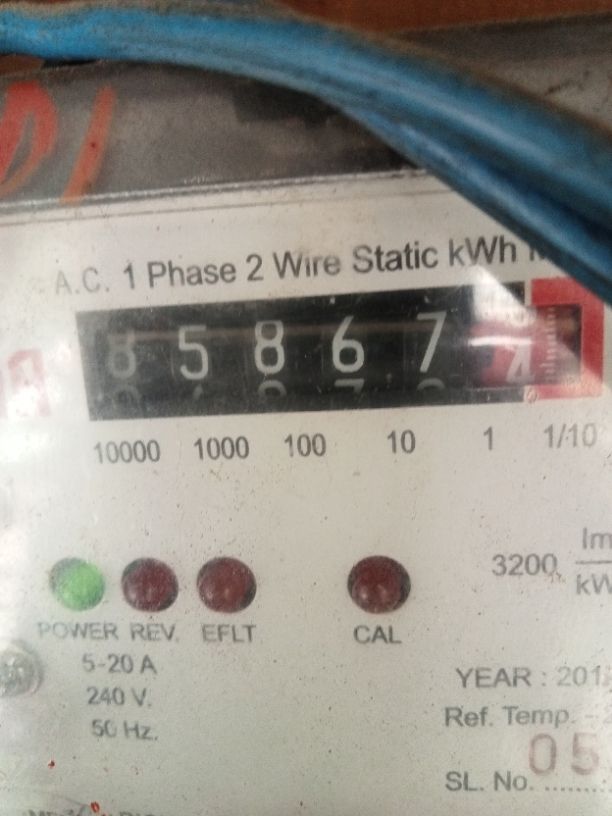 A.C. 1 Phase 2 Wire Static kWh
8 5 8 6 7 4
10000 1000 100 10 1 1/10
3200
POWER REV. EFLT CAL
5-20 A
240 V.
50 Hz.
YEAR : 201
Ref. Temp. -
SL. No. 05